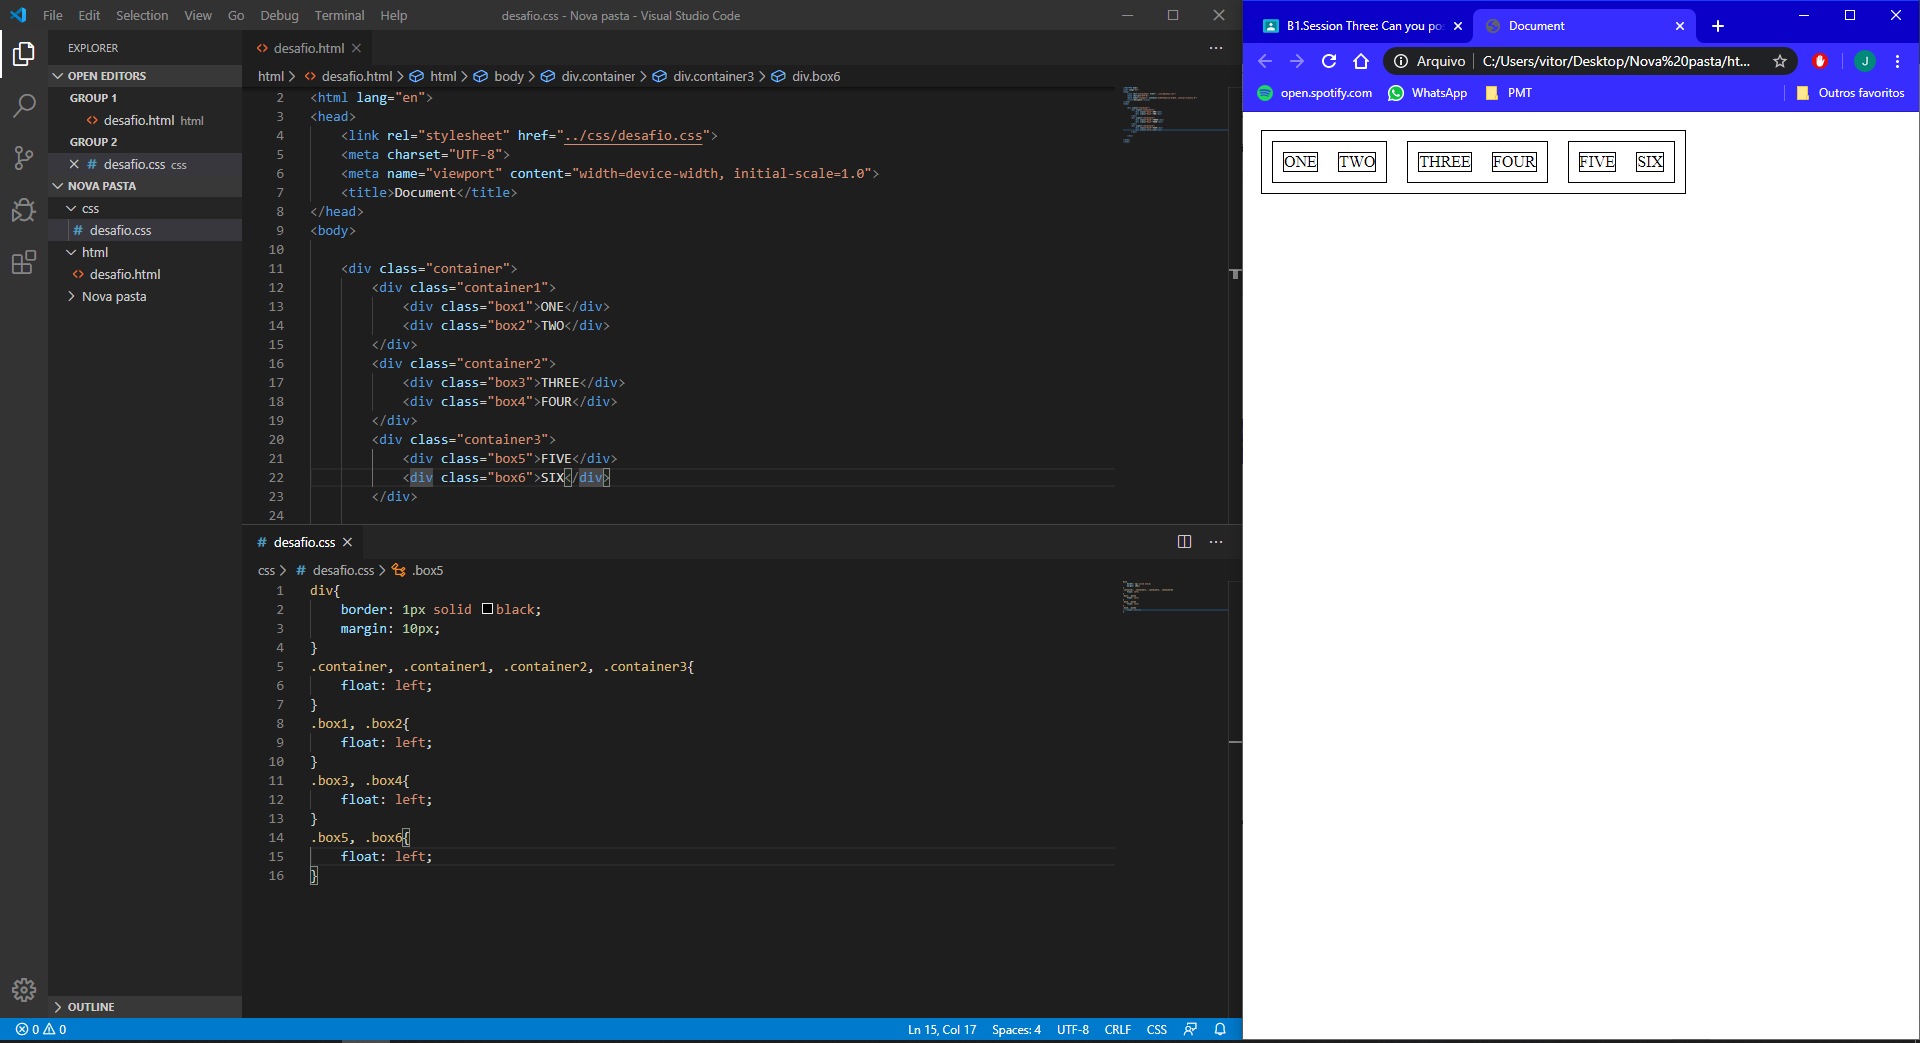 File Edit Selection View Go Debug Terminal Help desafio.css - Nova pasta - Visual Studio Code
EXPLORER
OPEN EDITORS
GROUP 1
desafio.html html
GROUP 2
desafio.css css
NOVA PASTA
css
desafio.css
html
desafio.html
Nova pasta
OUTLINE
desafio.html
html > desafio.html > html > body > div.container > div.container3 > div.box6
2 <html lang="en">
3 <head>
4 <link rel="stylesheet" href="../css/desafio.css">
5 <meta charset="UTF-8">
6 <meta name="viewport" content="width=device-width, initial-scale=1.0">
7 <title>Document</title>
8 </head>
9 <body>
10
11 <div class="container">
12 <div class="container1">
13 <div class="box1">ONE</div>
14 <div class="box2">TWO</div>
15 </div>
16 <div class="container2">
17 <div class="box3">THREE</div>
18 <div class="box4">FOUR</div>
19 </div>
20 <div class="container3">
21 <div class="box5">FIVE</div>
22 <div class="box6">SIX</div>
23 </div>
24
# desafio.css
css > # desafio.css > .box5
1 div{
2 border: 1px solid black;
3 margin: 10px;
4 }
5 .container, .container1, .container2, .container3{
6 float: left;
7 }
8 .box1, .box2{
9 float: left;
10 }
11 .box3, .box4{
12 float: left;
13 }
14 .box5, .box6{
15 float: left;
16 }
0 0 Ln 15, Col 17 Spaces: 4 UTF-8 CRLF CSS
B1.Session Three: Can you po Document
Arquivo C:/Users/vitor/Desktop/Nova%20pasta/ht... J
open.spotify.com WhatsApp PMT Outros favoritos
ONE TWO THREE FOUR FIVE SIX